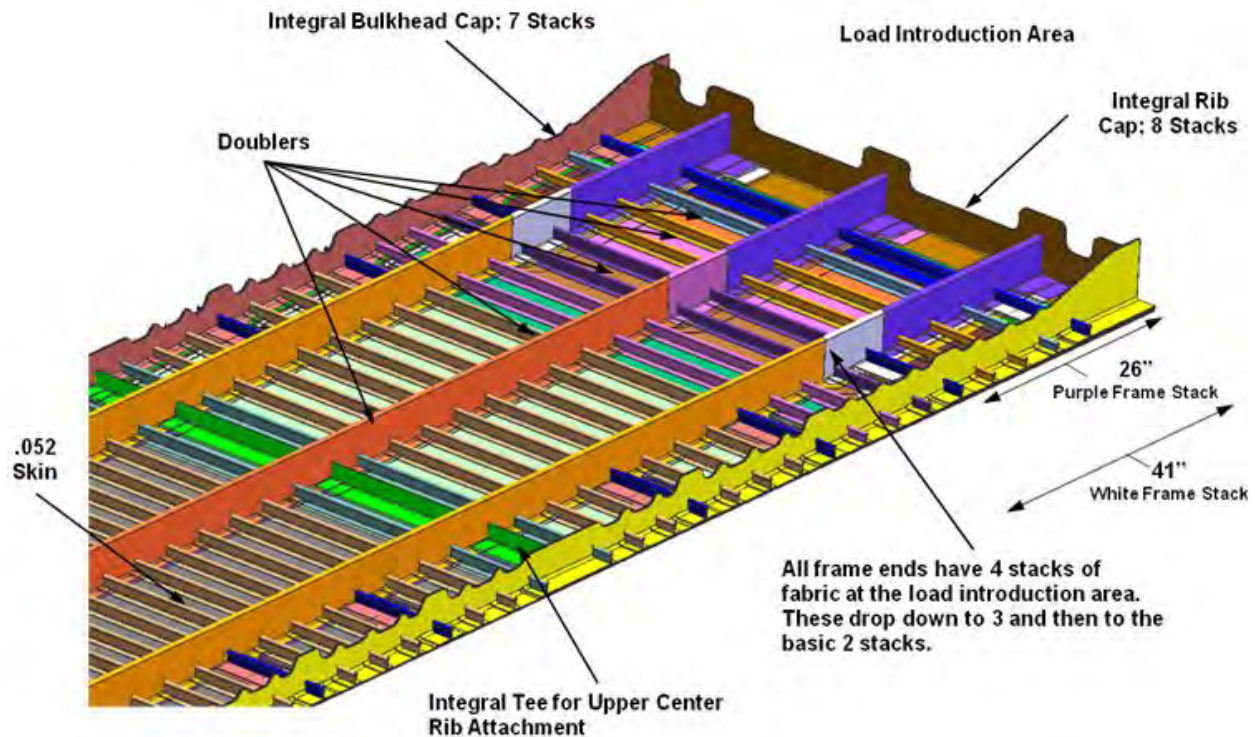 Integral Bulkhead Cap; 7 Stacks
Load Introduction Area
Integral Rib
Cap; 8 Stacks
Doublers
.052
Skin
26”
Purple Frame Stack
41”
White Frame Stack
All frame ends have 4 stacks of
fabric at the load introduction area.
These drop down to 3 and then to the
basic 2 stacks.
Integral Tee for Upper Center
Rib Attachment